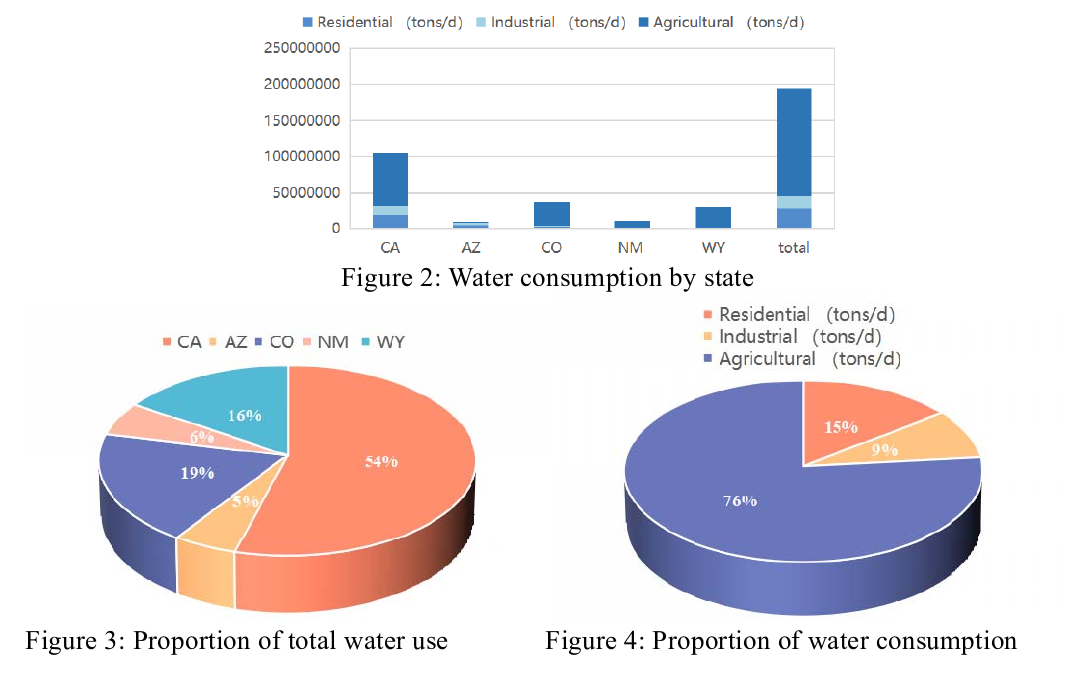 Residential (tons/d) Industrial (tons/d) Agricultural (tons/d)
250000000
200000000
150000000
100000000
50000000
0
CA AZ CO NM WY total
Figure 2: Water consumption by state
CA AZ CO NM WY
16%
6%
54%
19%
5%
Figure 3: Proportion of total water use
Residential (tons/d)
Industrial (tons/d)
Agricultural (tons/d)
15%
9%
76%
Figure 4: Proportion of water consumption